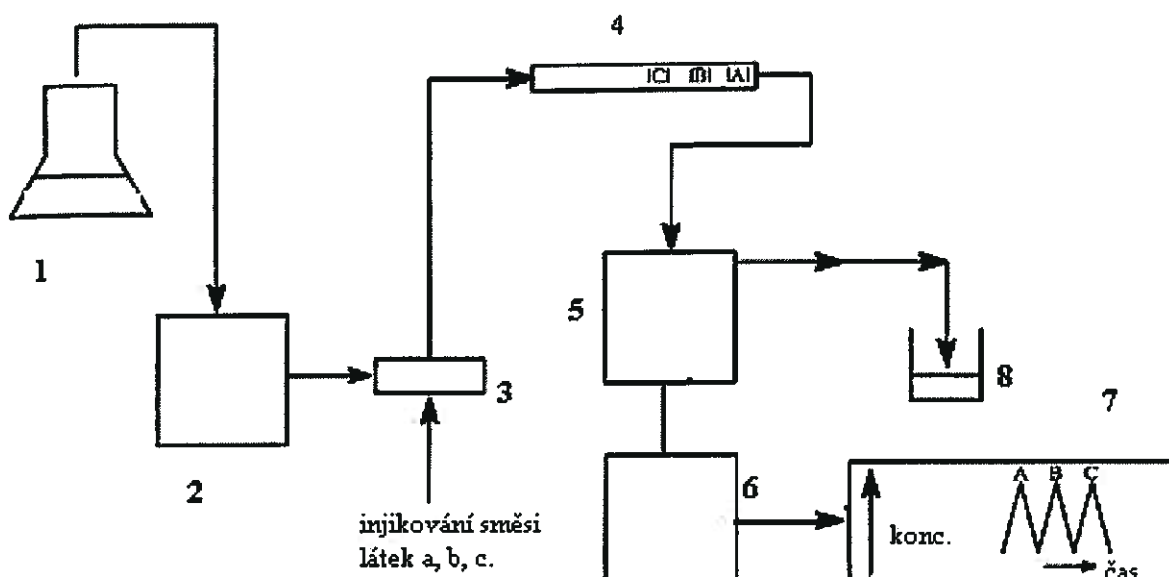 4
|C| |B| |A|
1
5
3
8
7
2
6
injikování směsi
látek a, b, c.
A B C
konc.
čas